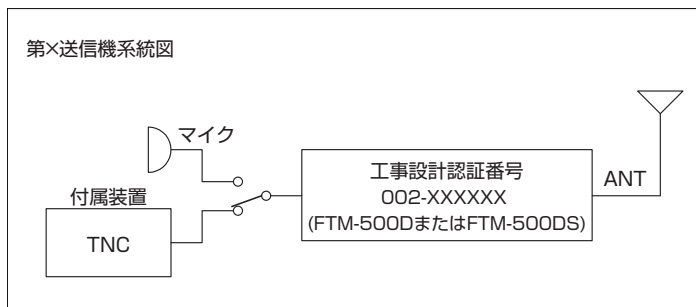 第×送信機系統図
マイク
付属装置
TNC
工事設計認証番号
002-XXXXXX
(FTM-500DまたはFTM-500DS)
ANT